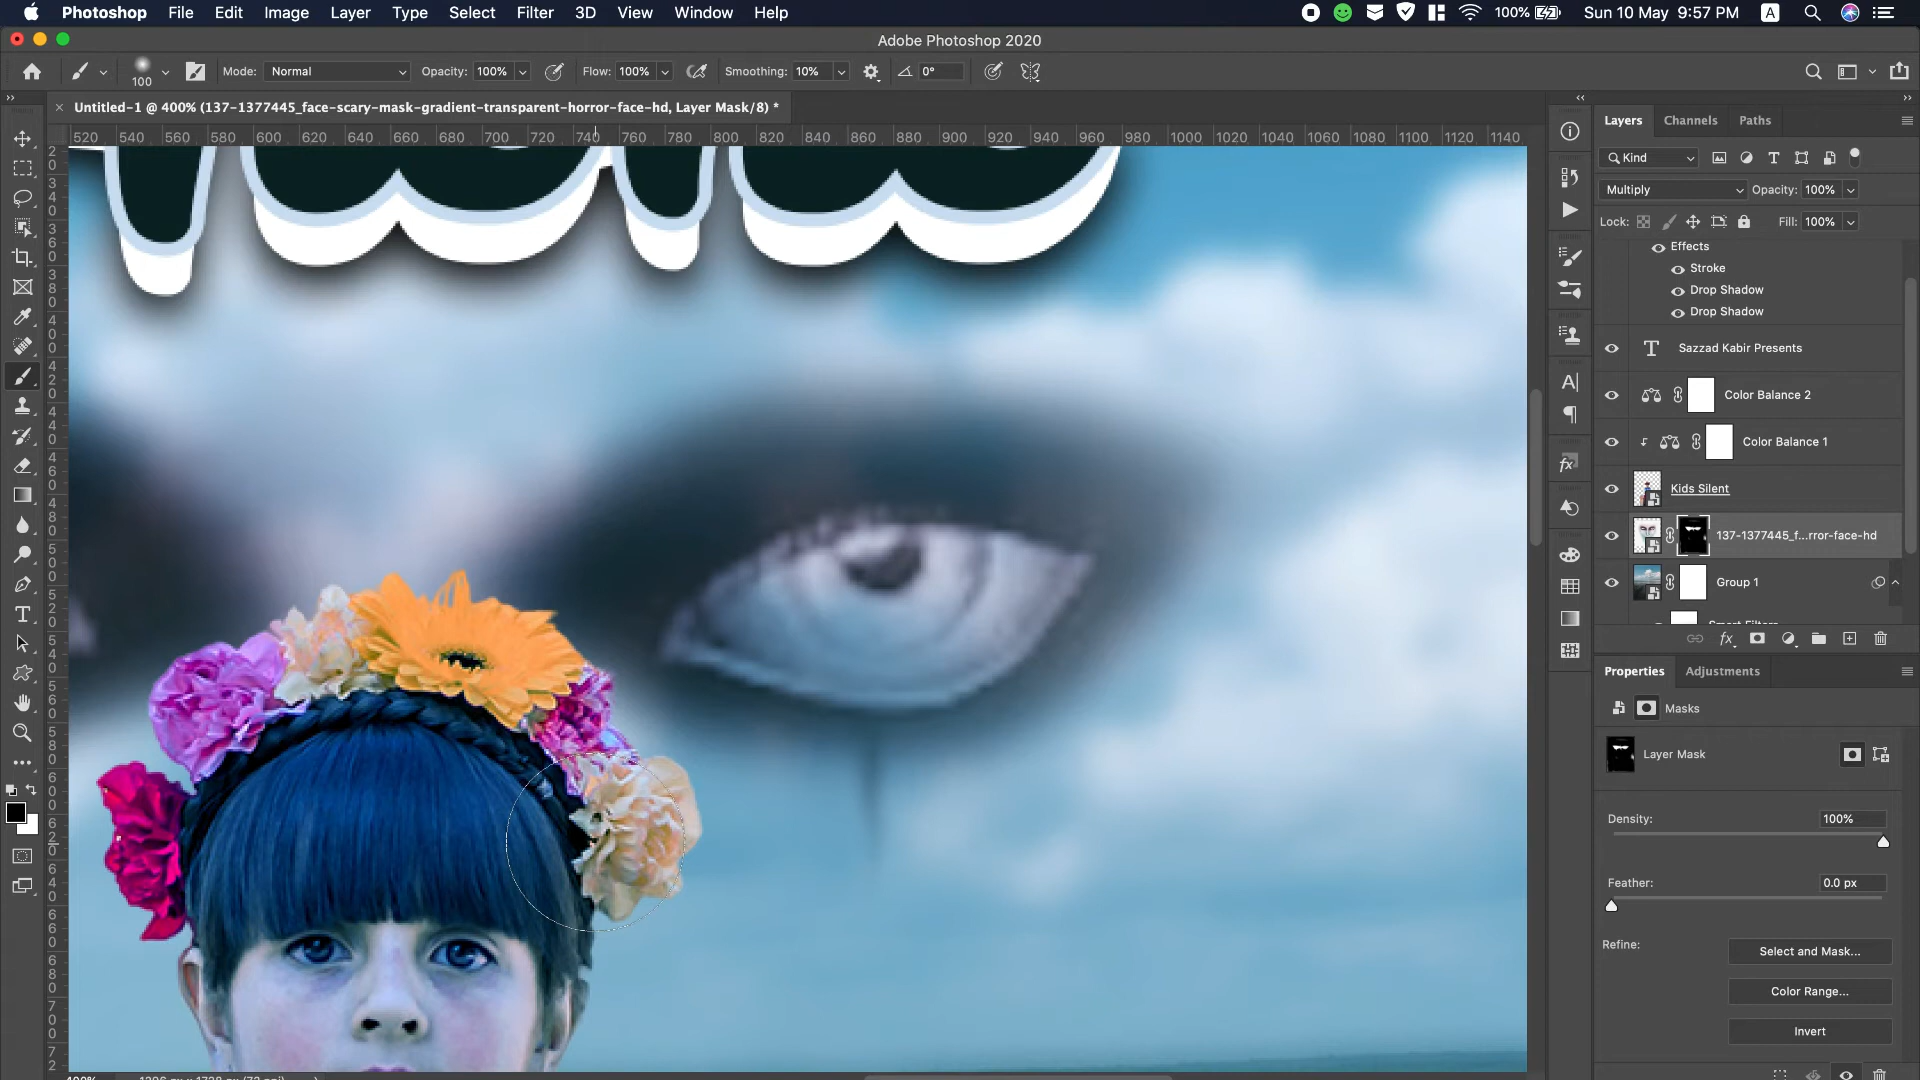 Photoshop File Edit Image Layer Type Select Filter 3D View Window Help 100% Sun 10 May 9:57 PM A
Adobe Photoshop 2020
100 Mode: Normal Opacity: 100% Flow: 100% Smoothing: 10% 0°
Untitled-1 @ 400% (137-1377445_face-scary-mask-gradient-transparent-horror-face-hd, Layer Mask/8) *
520 540 560 580 600 620 640 660 680 700 720 740 760 780 800 820 840 860 880 900 920 940 960 980 1000 1020 1040 1060 1080 1100 1120 1140
Layers Channels Paths
Kind
Multiply Opacity: 100%
Lock: Fill: 100%
Effects
Stroke
Drop Shadow
Drop Shadow
Sazzad Kabir Presents
Color Balance 2
Color Balance 1
Kids Silent
137-1377445_f...rror-face-hd
Group 1
Properties Adjustments
Masks
Layer Mask
Density: 100%
Feather: 0.0 px
Refine: Select and Mask...
Color Range...
Invert